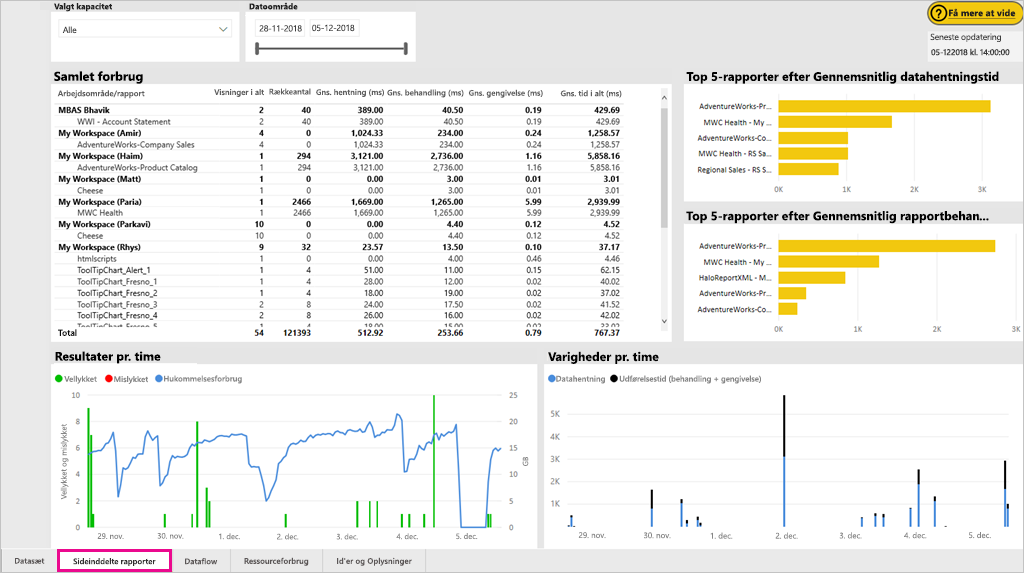 Valgt kapacitet
Alle
Datoområde
28-11-2018 05-12-2018
? Få mere at vide
Seneste opdatering
05-122018 kl. 14:00:00
Samlet forbrug
Arbejdsområde/rapport Visninger i alt Rækkeantal Gns. hentning (ms) Gns. behandling (ms) Gns. gengivelse (ms) Gns. tid i alt (ms)
MBAS Bhavik 2 40 389.00 40.50 0.19 429.69
WWI - Account Statement 2 40 389.00 40.50 0.19 429.69
My Workspace (Amir) 4 0 1,024.33 234.00 0.24 1,258.57
AdventureWorks-Company Sales 4 0 1,024.33 234.00 0.24 1,258.57
My Workspace (Haim) 1 294 3,121.00 2,736.00 1.16 5,858.16
AdventureWorks-Product Catalog 1 294 3,121.00 2,736.00 1.16 5,858.16
My Workspace (Matt) 1 0 0.00 3.00 0.01 3.01
Cheese 1 0 0.00 3.00 0.01 3.01
My Workspace (Paria) 1 2466 1,669.00 1,265.00 5.99 2,939.99
MWC Health 1 2466 1,669.00 1,265.00 5.99 2,939.99
My Workspace (Parkavi) 10 0 0.00 4.40 0.12 4.52
Cheese 10 0 0.00 4.40 0.12 4.52
My Workspace (Rhys) 9 32 23.57 13.50 0.10 37.17
htmlscripts 1 0 0.00 4.00 0.46 4.46
ToolTipChart_Alert_1 1 4 51.00 11.00 0.15 62.15
ToolTipChart_Fresno_1 1 4 28.00 12.00 0.02 40.02
ToolTipChart_Fresno_2 1 4 18.00 19.00 0.02 37.02
ToolTipChart_Fresno_3 2 8 24.00 17.50 0.02 41.52
ToolTipChart_Fresno_4 2 8 26.00 16.00 0.02 42.02
ToolTipChart_Fresno_5 1 4 18.00 15.00 0.02 33.02
Total 54 121393 512.92 253.66 0.79 767.37
Top 5-rapporter efter Gennemsnitlig datahentningstid
AdventureWorks-Pr...
MWC Health - My ...
AdventureWorks-Co...
MWC Health - RS Sa...
Regional Sales - RS S...
0K 1K 2K 3K
Top 5-rapporter efter Gennemsnitlig rapportbehan...
AdventureWorks-Pr...
MWC Health - My ...
HaloReportXML - M...
AdventureWorks-Pr...
AdventureWorks-Co...
0K 1K 2K 3K
Resultater pr. time
Vellykket Mislykket Hukommelsesforbrug
Vellykket og mislykket
10
8
6
4
2
0
25
20
15
10
5
0
GB
29. nov. 30. nov. 1. dec. 2. dec. 3. dec. 4. dec. 5. dec.
Varigheder pr. time
Datahentning Udførelsestid (behandling + gengivelse)
5K
4K
3K
2K
1K
29. nov. 30. nov. 1. dec. 2. dec. 3. dec. 4. dec. 5. dec.
Datasæt Sideinddelte rapporter Dataflow Ressourceforbrug Id'er og Oplysninger